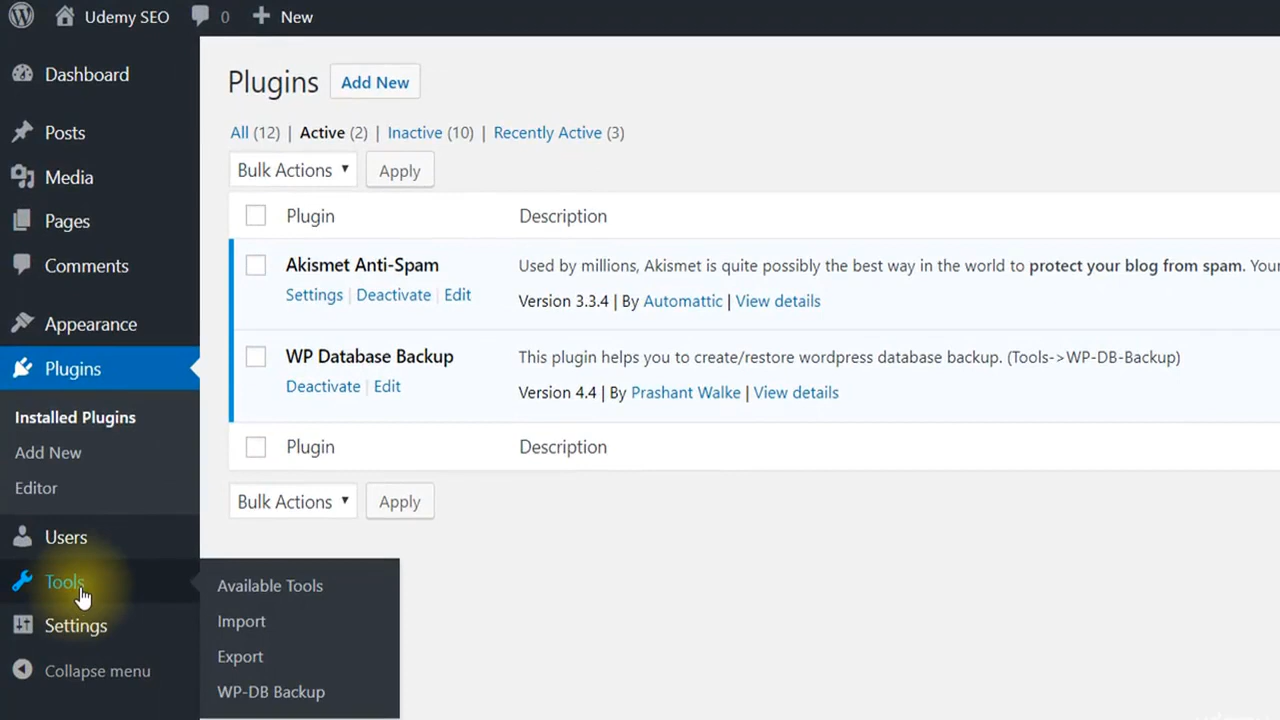 Udemy SEO 0 New
Dashboard
Posts
Media
Pages
Comments
Appearance
Plugins
Installed Plugins
Add New
Editor
Users
Tools
Settings
Collapse menu
Available Tools
Import
Export
WP-DB Backup
Plugins Add New
All (12) | Active (2) | Inactive (10) | Recently Active (3)
Bulk Actions Apply
Plugin Description
Akismet Anti-Spam Used by millions, Akismet is quite possibly the best way in the world to protect your blog from spam. Your
Settings | Deactivate | Edit Version 3.3.4 | By Automattic | View details
WP Database Backup This plugin helps you to create/restore wordpress database backup. (Tools->WP-DB-Backup)
Deactivate | Edit Version 4.4 | By Prashant Walke | View details
Plugin Description
Bulk Actions Apply